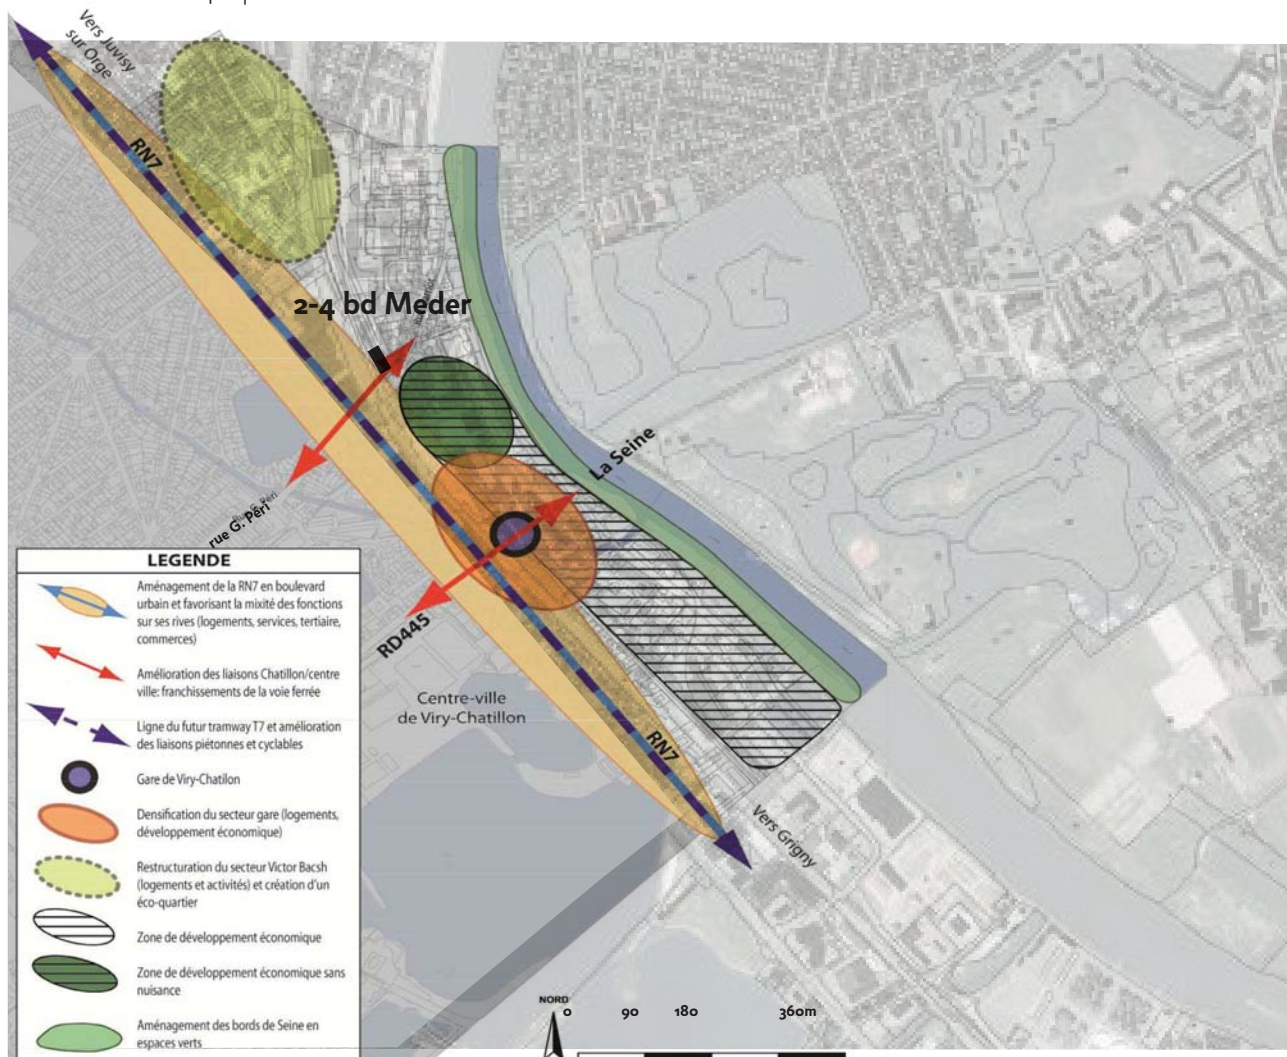 Vers Juvisy
sur Orge
RN7
2-4 bd Meder
La Seine
rue G. Péri
Rue G. Péri
RD445
Centre-ville
de Viry-Chatillon
RN7
Vers Grigny
LEGENDE
Aménagement de la RN7 en boulevard
urbain et favorisant la mixité des fonctions
sur ses rives (logements, services, tertiaire,
commerces)
Amélioration des liaisons Chatillon/centre
ville: franchissements de la voie ferrée
Ligne du futur tramway T7 et amélioration
des liaisons piétonnes et cyclables
Gare de Viry-Chatilon
Densification du secteur gare (logements,
développement économique)
Restructuration du secteur Victor Bacsh
(logements et activités) et création d'un
éco-quartier
Zone de développement économique
Zone de développement économique sans
nuisance
Aménagement des bords de Seine en
espaces verts
NORD
0 90 180 360m